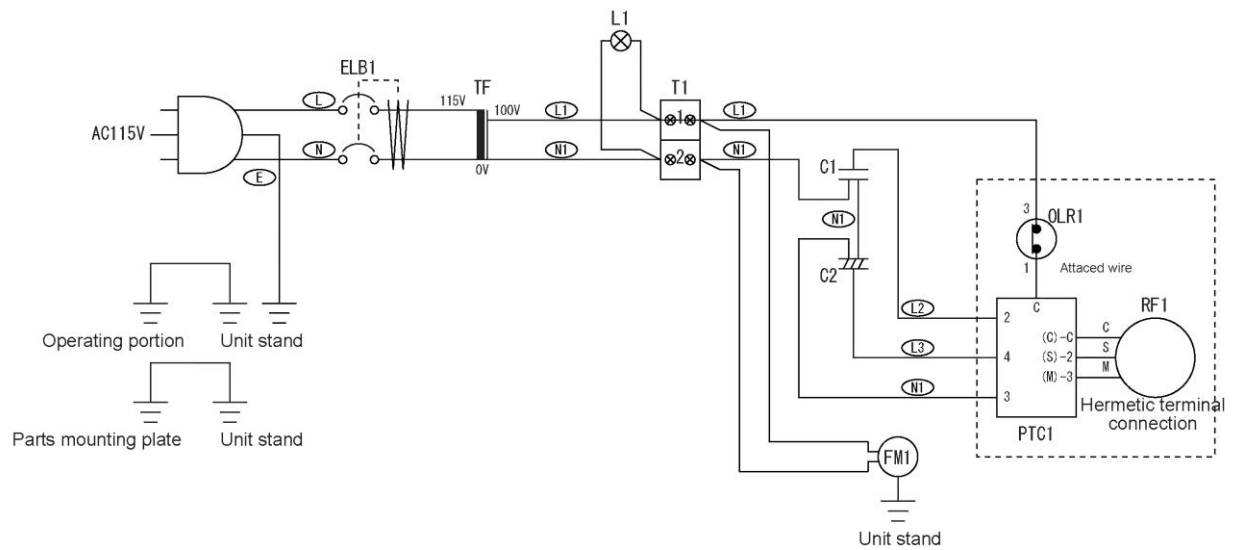 L1
ELB1
TF
T1
L
115V
100V
L1
1
L1
AC115V
N
N1
2
N1
0V
C1
E
N1
3
OLR1
C2
1
Attaced wire
C
RF1
L2
2
(C)-C
C
Operating portion
Unit stand
L3
4
(S)-2
S
(M)-3
M
N1
3
Hermetic terminal
connection
PTC1
Parts mounting plate
Unit stand
FM1
Unit stand